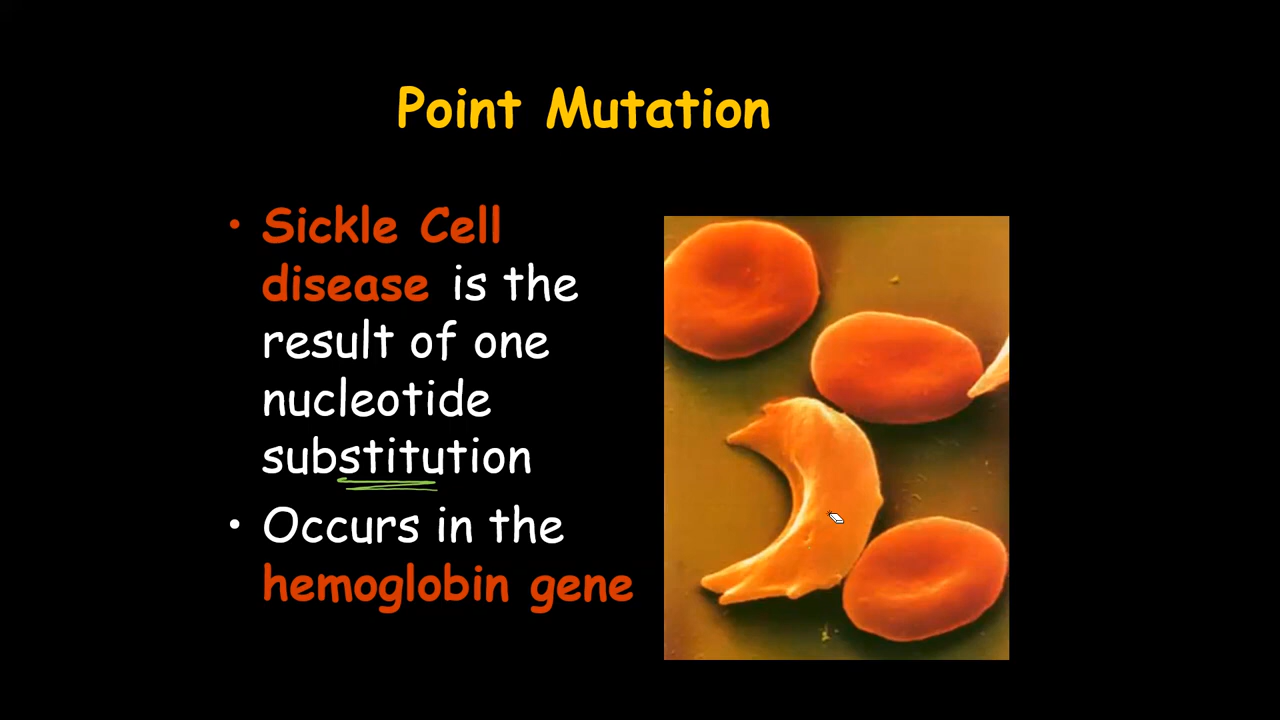 Point Mutation
• Sickle Cell
disease is the
result of one
nucleotide
substitution
• Occurs in the
hemoglobin gene